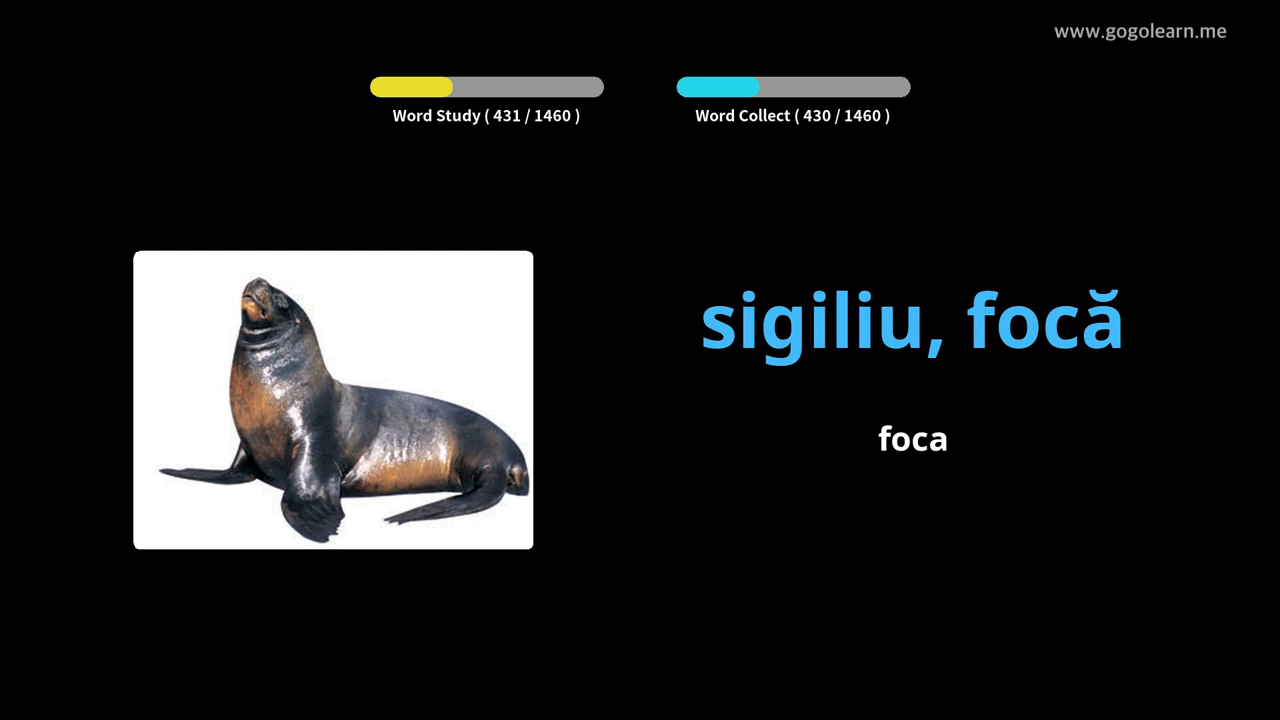 www.gogolearn.me
Word Study ( 431 / 1460 )
Word Collect ( 430 / 1460 )
sigiliu, focă
foca